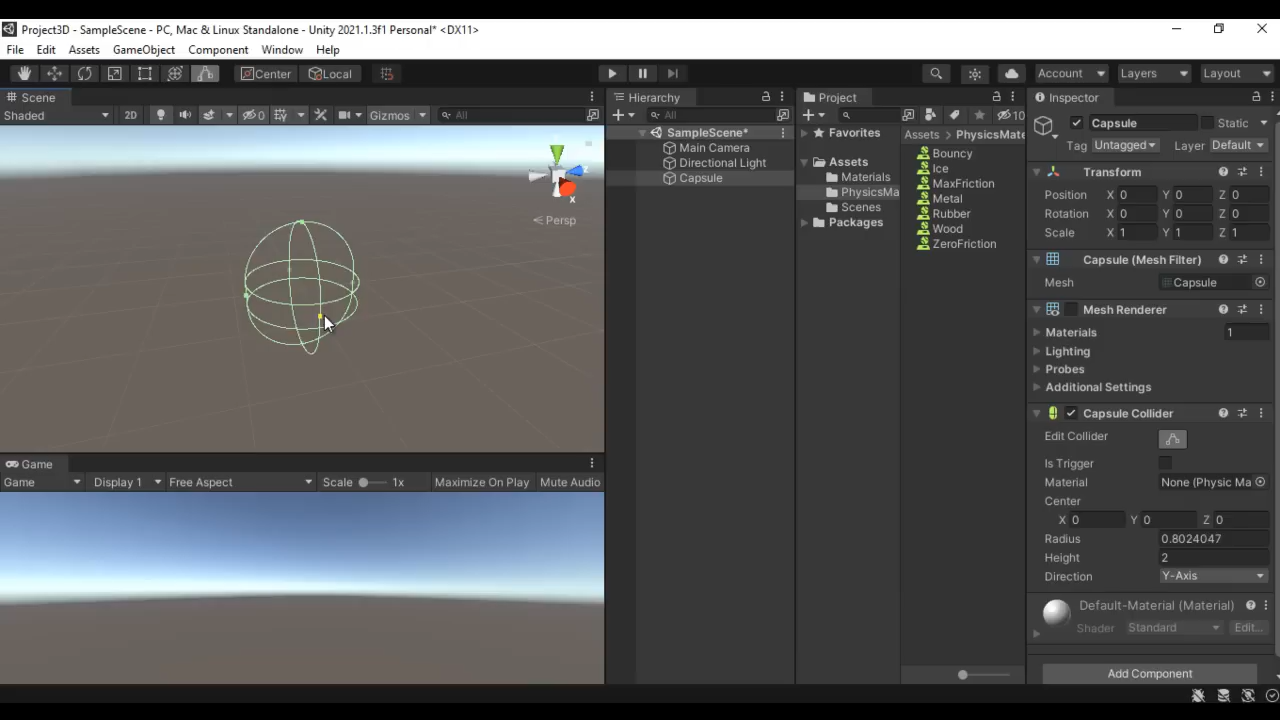 Project3D - SampleScene - PC, Mac & Linux Standalone - Unity 2021.1.3f1 Personal* <DX11>
File Edit Assets GameObject Component Window Help
Center Local Account Layers Layout
Scene
Shaded 2D 0 Gizmos All
x
< Persp
Game
Game Display 1 Free Aspect Scale 1x Maximize On Play Mute Audio
Hierarchy
All
SampleScene*
Main Camera
Directional Light
Capsule
Project
10
Favorites
Assets
Materials
PhysicsMa
Scenes
Packages
Assets PhysicsMate
Bouncy
Ice
MaxFriction
Metal
Rubber
Wood
ZeroFriction
Inspector
Capsule Static
Tag Untagged Layer Default
Transform
Position X 0 Y 0 Z 0
Rotation X 0 Y 0 Z 0
Scale X 1 Y 1 Z 1
Capsule (Mesh Filter)
Mesh Capsule
Mesh Renderer
Materials 1
Lighting
Probes
Additional Settings
Capsule Collider
Edit Collider
Is Trigger
Material None (Physic Ma
Center
X 0 Y 0 Z 0
Radius 0.8024047
Height 2
Direction Y-Axis
Default-Material (Material)
Shader Standard Edit...
Add Component